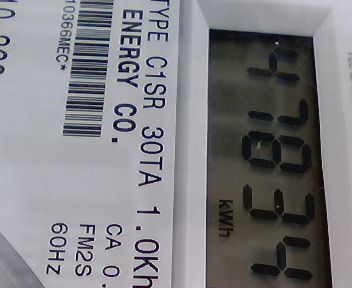 47834
kWh
TYPE C1SR 30TA 1.0Kh
ENERGY CO.
CA 0.
FM2S
60HZ
10366MEC*